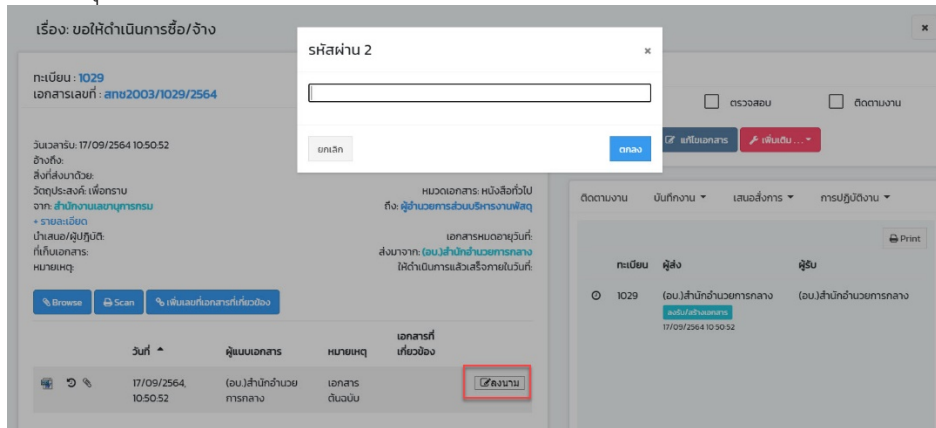 เรื่อง: ขอให้ดำเนินการซื้อ/จ้าง
×
รหัสผ่าน 2
×
ยกเลิก
ตกลง
ทะเบียน : 1029
เอกสารเลขที่ : สทช2003/1029/2564
วันเวลารับ: 17/09/2564 10:50:52
อ้างถึง:
สิ่งที่ส่งมาด้วย:
วัตถุประสงค์: เพื่อทราบ
หมวดเอกสาร: หนังสือทั่วไป
จาก: สำนักงานเลขานุการกรม
ถึง: ผู้อำนวยการส่วนบริหารงานพัสดุ
+ รายละเอียด
นำเสนอ/ผู้ปฏิบัติ:
เอกสารหมดอายุวันที่:
ที่เก็บเอกสาร:
ส่งมาจาก: (อบ.)สำนักอำนวยการกลาง
หมายเหตุ:
ให้ดำเนินการแล้วเสร็จภายในวันที่:
Browse
Scan
เพิ่มเลขที่เอกสารที่เกี่ยวข้อง
วันที่
ผู้แนบเอกสาร
หมายเหตุ
เอกสารที่เกี่ยวข้อง
17/09/2564, 10:50:52
(อบ.)สำนักอำนวยการกลาง
เอกสารต้นฉบับ
ลงนาม
ตรวจสอบ
ติดตามงาน
แก้ไขเอกสาร
เพิ่มเติม ...
ติดตามงาน
บันทึกงาน
เสนอสั่งการ
การปฏิบัติงาน
Print
ทะเบียน
ผู้ส่ง
ผู้รับ
1029
(อบ.)สำนักอำนวยการกลาง
(อบ.)สำนักอำนวยการกลาง
ลงรับ/สร้างเอกสาร
17/09/2564 10:50:52